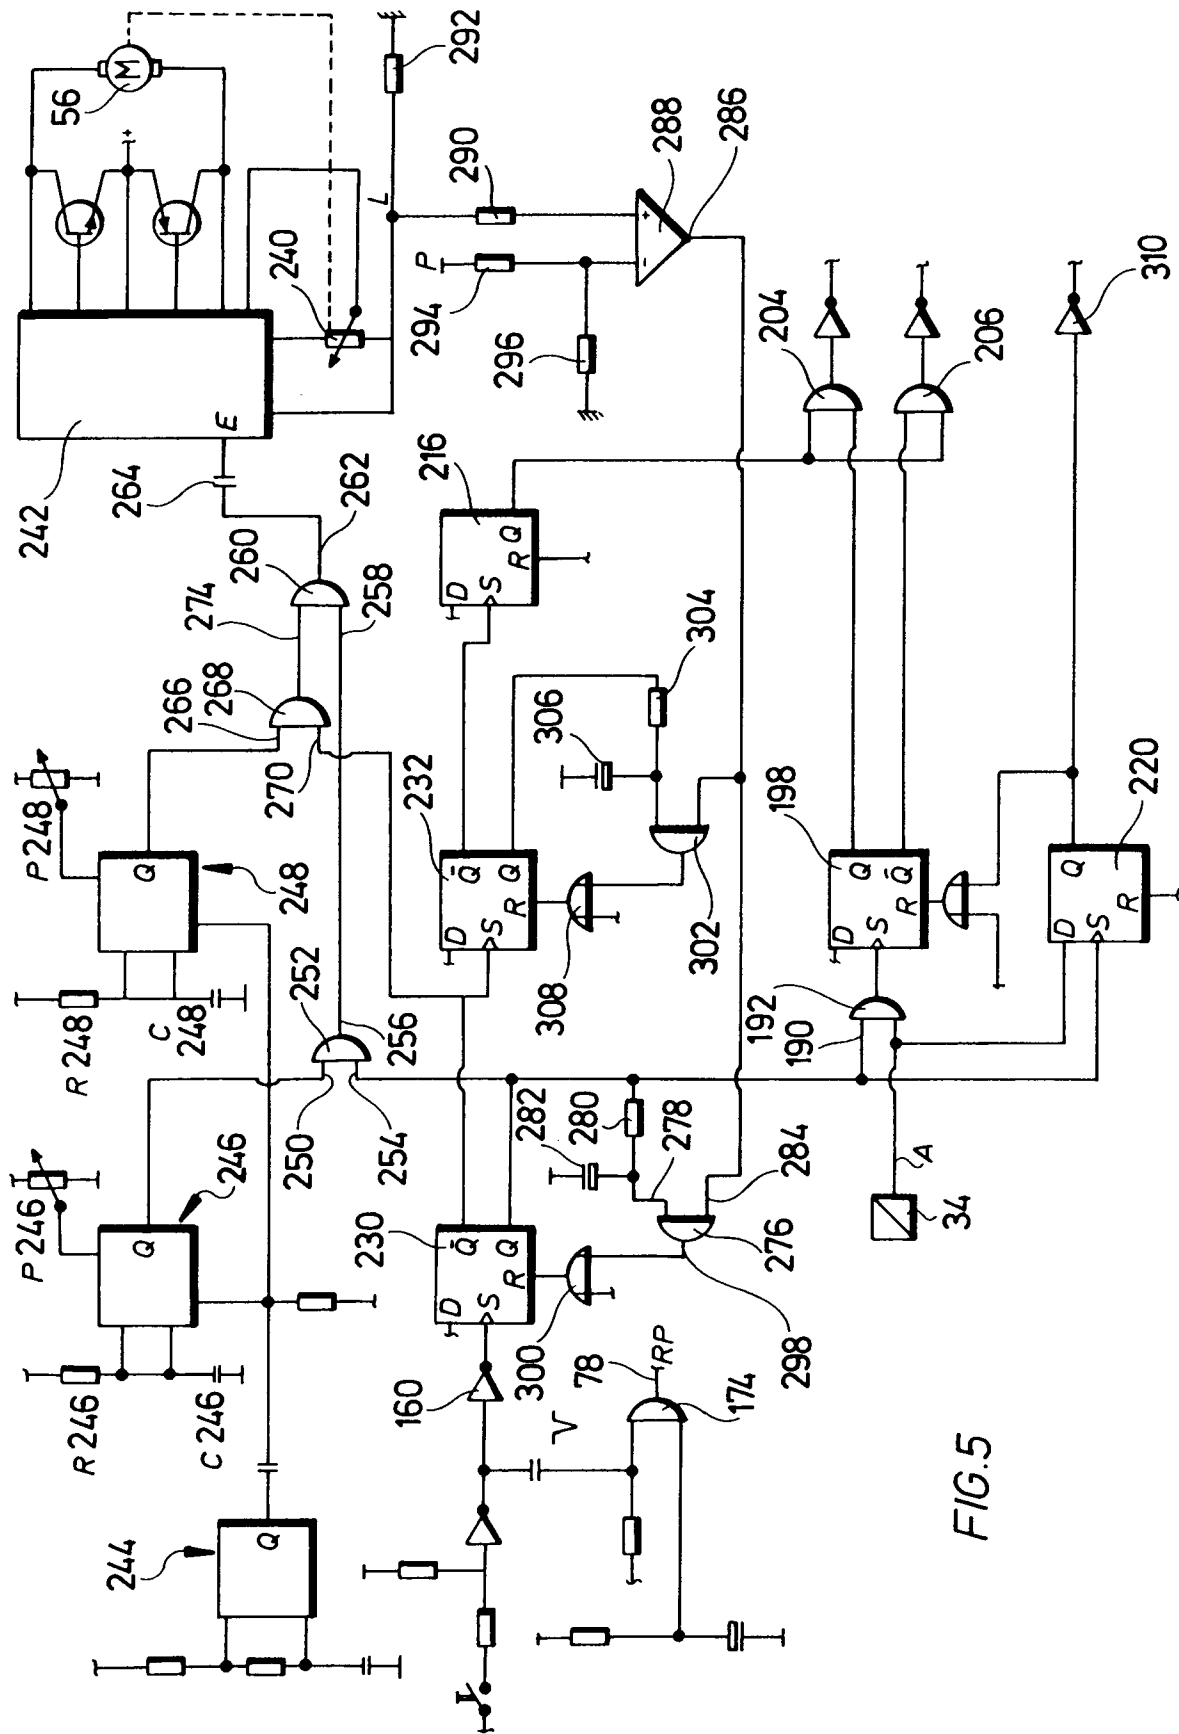 244
R 246
C 246
P 246
Q
246
Q
R 248
C 248
P 248
Q
248
250
252
254
256
266
268
270
274
258
260
262
264
242
E
56
M
+
240
L
292
290
P
294
296
+
-
288
286
160
V
78
RP
174
230
D
S
R
Q̄
Q
300
298
276
278
280
282
284
232
D
S
R
Q̄
Q
308
302
306
304
216
D
S
R
Q
204
206
34
A
190
192
198
D
S
R
Q
Q̄
220
D
R
Q
310
FIG.5